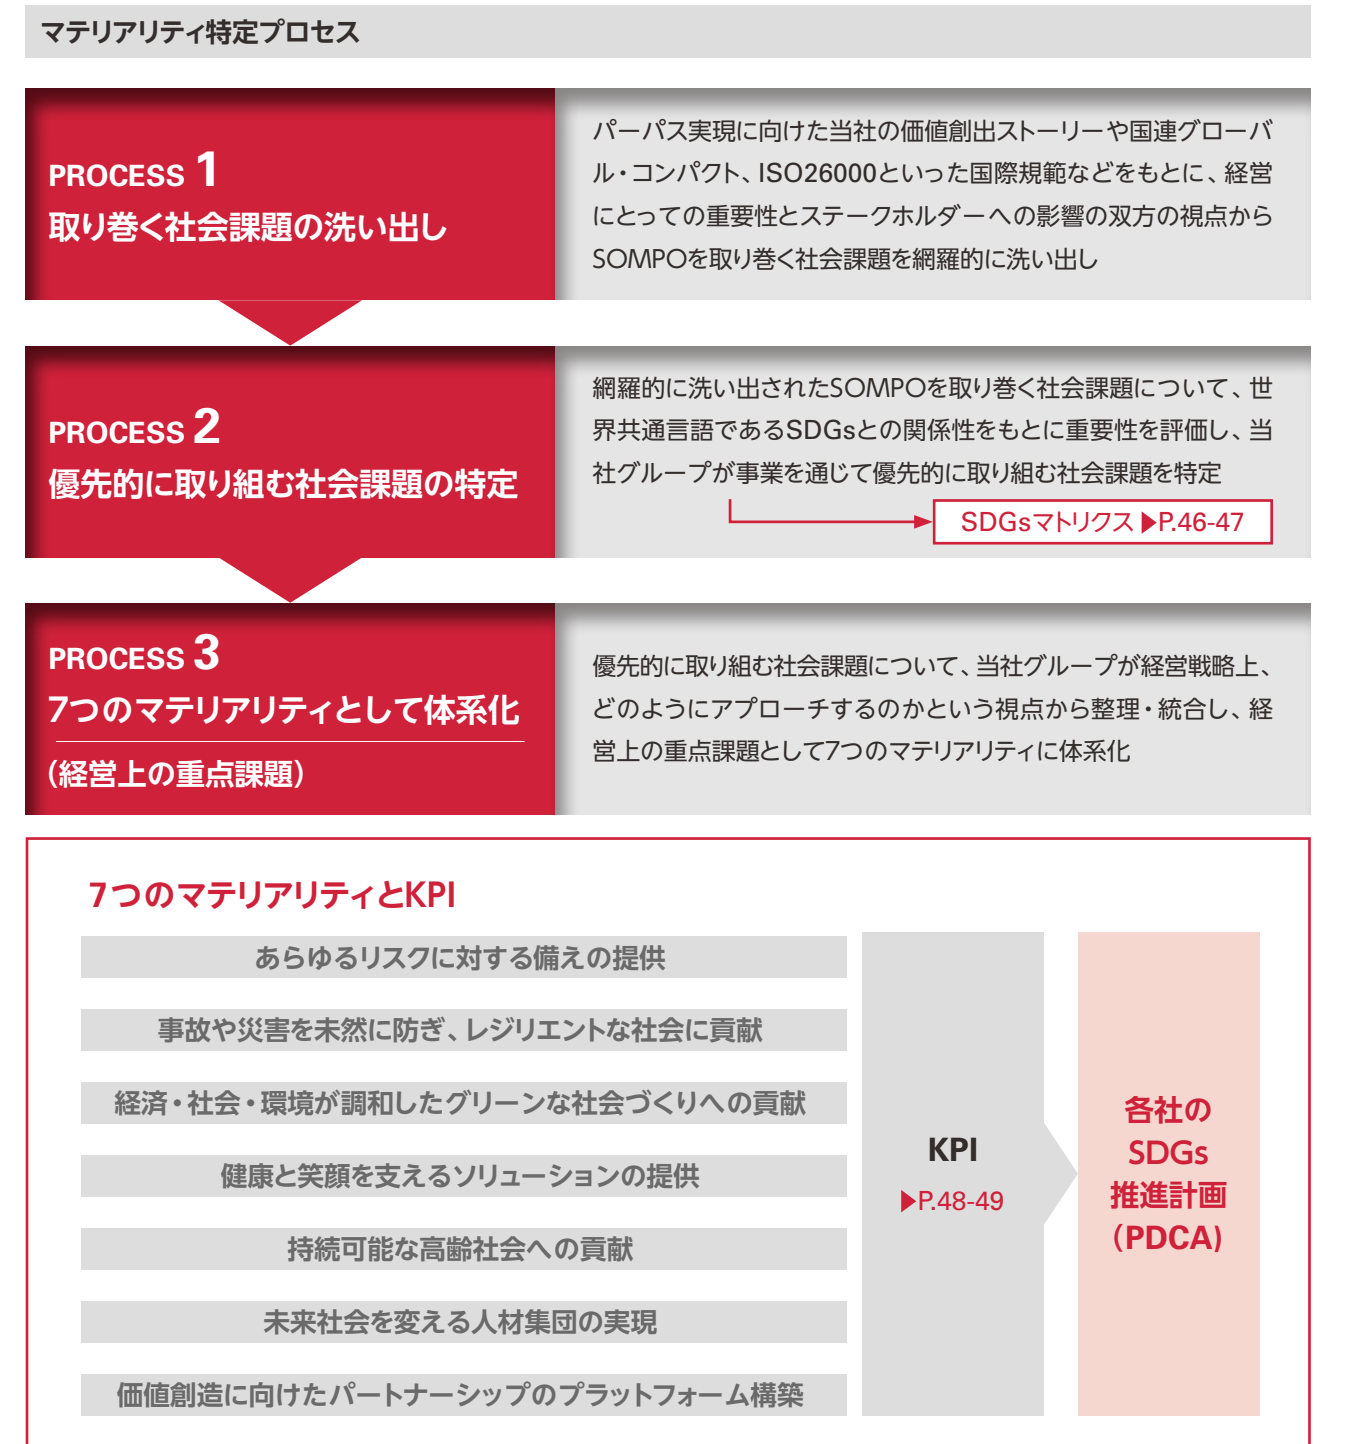 マテリアリティ特定プロセス
PROCESS 1
取り巻く社会課題の洗い出し
パーパス実現に向けた当社の価値創出ストーリーや国連グローバ
ル・コンパクト、ISO26000といった国際規範などをもとに、経営
にとっての重要性とステークホルダーへの影響の双方の視点から
SOMPOを取り巻く社会課題を網羅的に洗い出し
PROCESS 2
優先的に取り組む社会課題の特定
網羅的に洗い出されたSOMPOを取り巻く社会課題について、世
界共通言語であるSDGsとの関係性をもとに重要性を評価し、当
社グループが事業を通じて優先的に取り組む社会課題を特定
SDGsマトリクス ▶P.46-47
PROCESS 3
7つのマテリアリティとして体系化
(経営上の重点課題)
優先的に取り組む社会課題について、当社グループが経営戦略上、
どのようにアプローチするのかという視点から整理・統合し、経
営上の重点課題として7つのマテリアリティに体系化
7つのマテリアリティとKPI
あらゆるリスクに対する備えの提供
事故や災害を未然に防ぎ、レジリエントな社会に貢献
経済・社会・環境が調和したグリーンな社会づくりへの貢献
健康と笑顔を支えるソリューションの提供
持続可能な高齢社会への貢献
未来社会を変える人材集団の実現
価値創造に向けたパートナーシップのプラットフォーム構築
KPI
▶P.48-49
各社の
SDGs
推進計画
(PDCA)